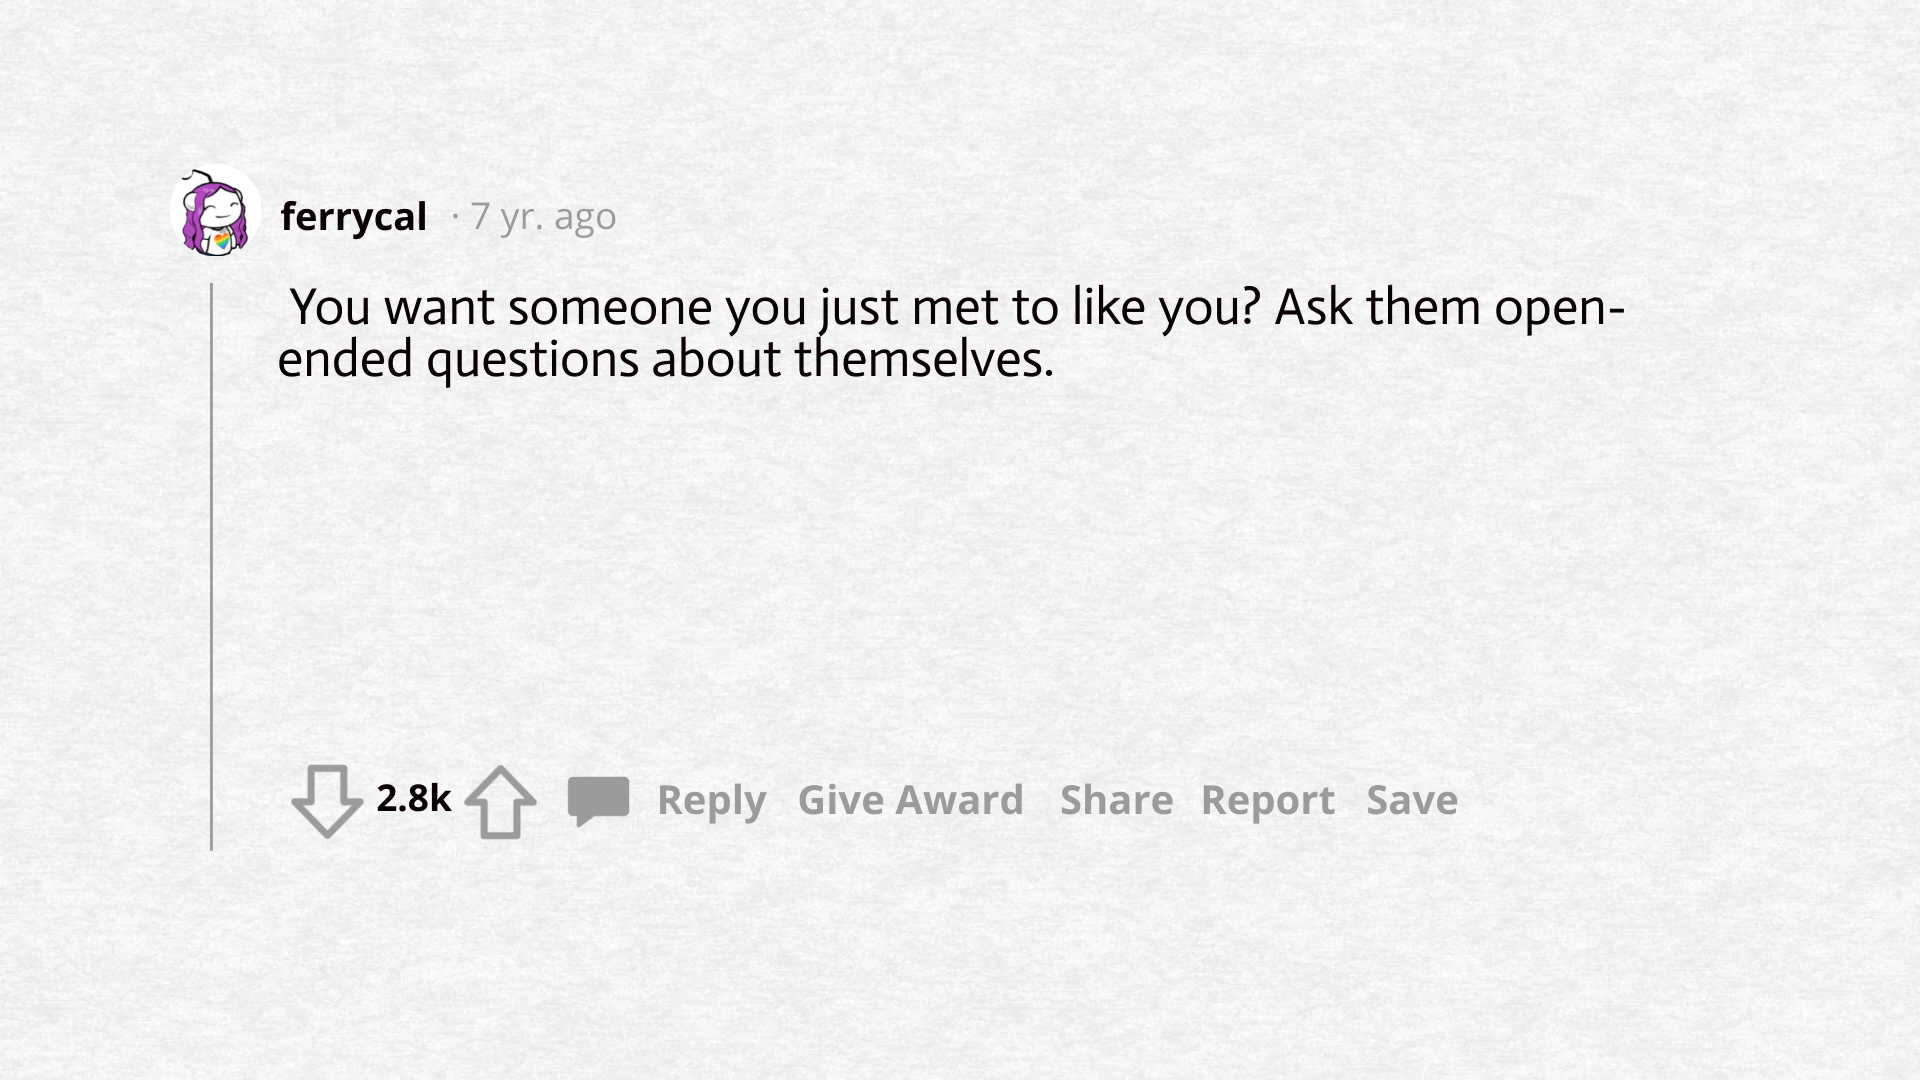 ferrycal · 7 yr. ago
You want someone you just met to like you? Ask them open-
ended questions about themselves.
2.8k Reply Give Award Share Report Save